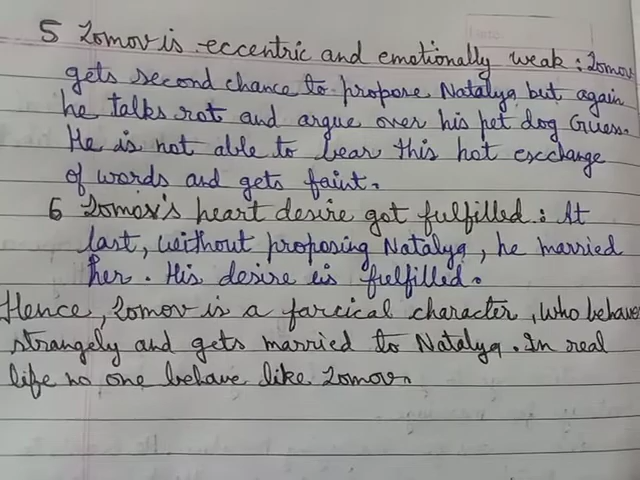 5 Lomov is eccentric and emotionally weak : Lomov
gets second chance to propose Natalya but again
he talks rot and argue over his pet dog Guess.
He is not able to bear this hot exchange
of words and gets faint.
6 Lomov's heart desire got fulfilled : At
last, without proposing Natalya, he married
her. His desire is fulfilled.
Hence, Lomov is a farcical character, who behaves
strangely and gets married to Natalya. In real
life no one behave like Lomov.